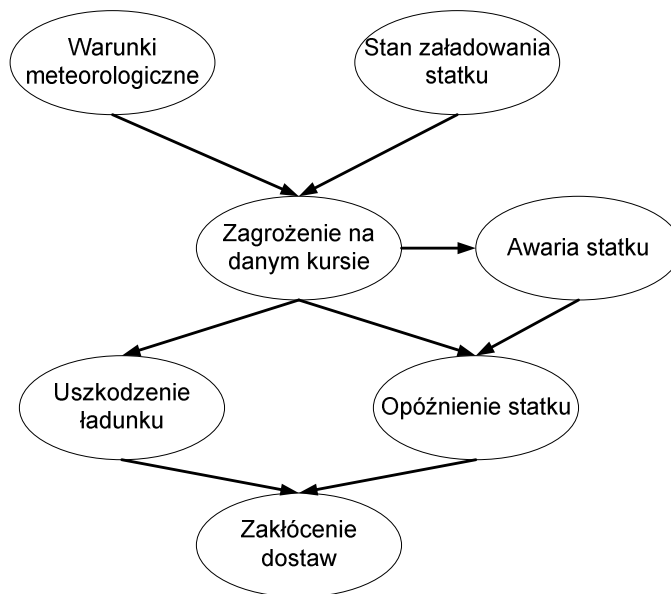 Warunki
meteorologiczne
Stan załadowania
statku
Zagrożenie na
danym kursie
Awaria statku
Uszkodzenie
ładunku
Opóźnienie statku
Zakłócenie
dostaw